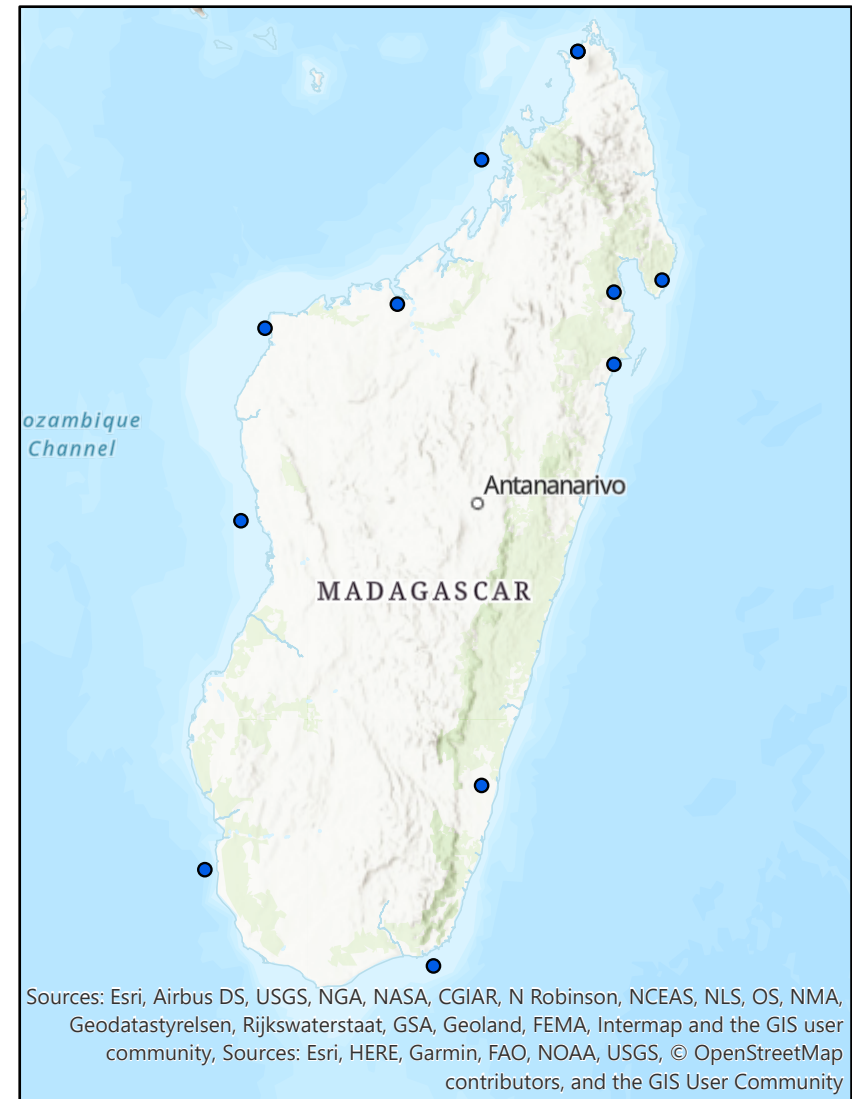 ozambique
Channel
Antananarivo
MADAGASCAR
Sources: Esri, Airbus DS, USGS, NGA, NASA, CGIAR, N Robinson, NCEAS, NLS, OS, NMA,
Geodatastyrelsen, Rijkswaterstaat, GSA, Geoland, FEMA, Intermap and the GIS user
community, Sources: Esri, HERE, Garmin, FAO, NOAA, USGS, © OpenStreetMap
contributors, and the GIS User Community